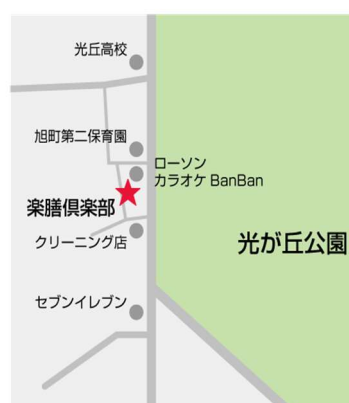 光丘高校
旭町第二保育園
ローソン
カラオケ BanBan
楽膳倶楽部
クリーニング店
光が丘公園
セブンイレブン